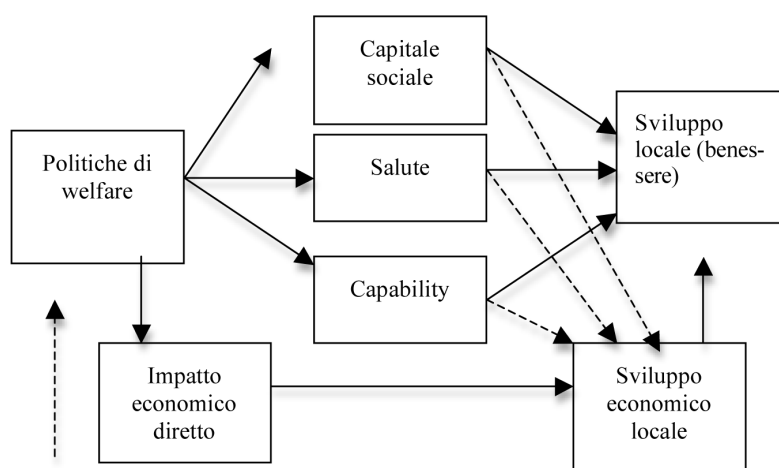 Capitale
sociale
Politiche di
welfare
Salute
Sviluppo
locale (benes-
sere)
Capability
Impatto
economico
diretto
Sviluppo
economico
locale